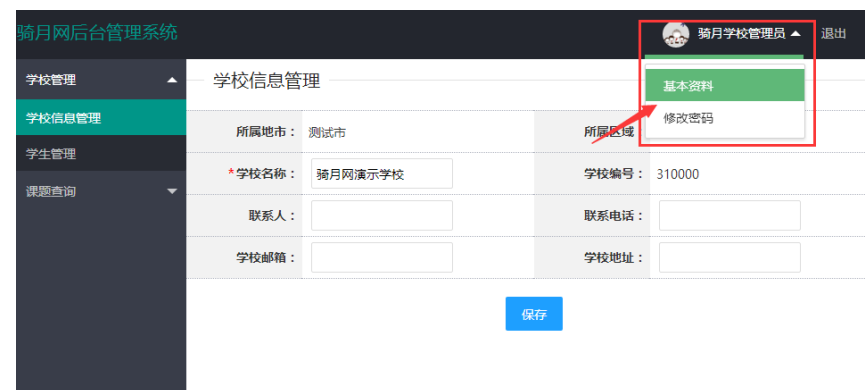 骑月网后台管理系统
骑月学校管理员
退出
基本资料
修改密码
学校管理
学校信息管理
学生管理
课题查询
学校信息管理
所属地市： 测试市
所属区域
*学校名称： 骑月网演示学校
学校编号： 310000
联系人：
联系电话：
学校邮箱：
学校地址：
保存